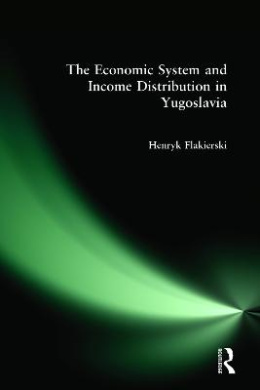 The Economic System and
Income Distribution in
Yugoslavia
Henryk Flakierski
ROUTLEDGE